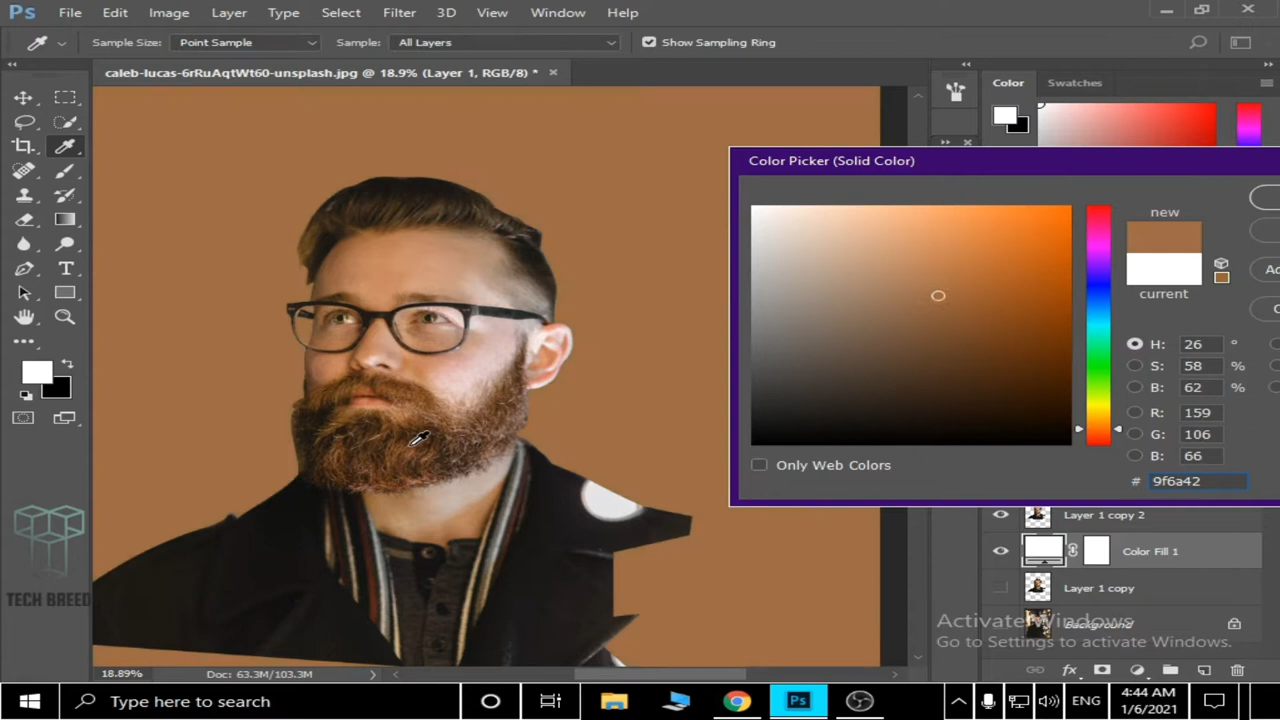 Ps File Edit Image Layer Type Select Filter 3D View Window Help
Sample Size: Point Sample Sample: All Layers Show Sampling Ring
caleb-lucas-6rRuAqtWt60-unsplash.jpg @ 18.9% (Layer 1, RGB/8) *
Color Swatches
Color Picker (Solid Color)
new
current
Ad
C
H: 26 °
S: 58 %
B: 62 %
R: 159
G: 106
B: 66
# 9f6a42
Only Web Colors
Layer 1 copy 2
Color Fill 1
Layer 1 copy
Background
TECH BREED
Activate Windows
Go to Settings to activate Windows.
18.89% Doc: 63.3M/103.3M
fx
Type here to search
Ps
ENG
4:44 AM
1/6/2021